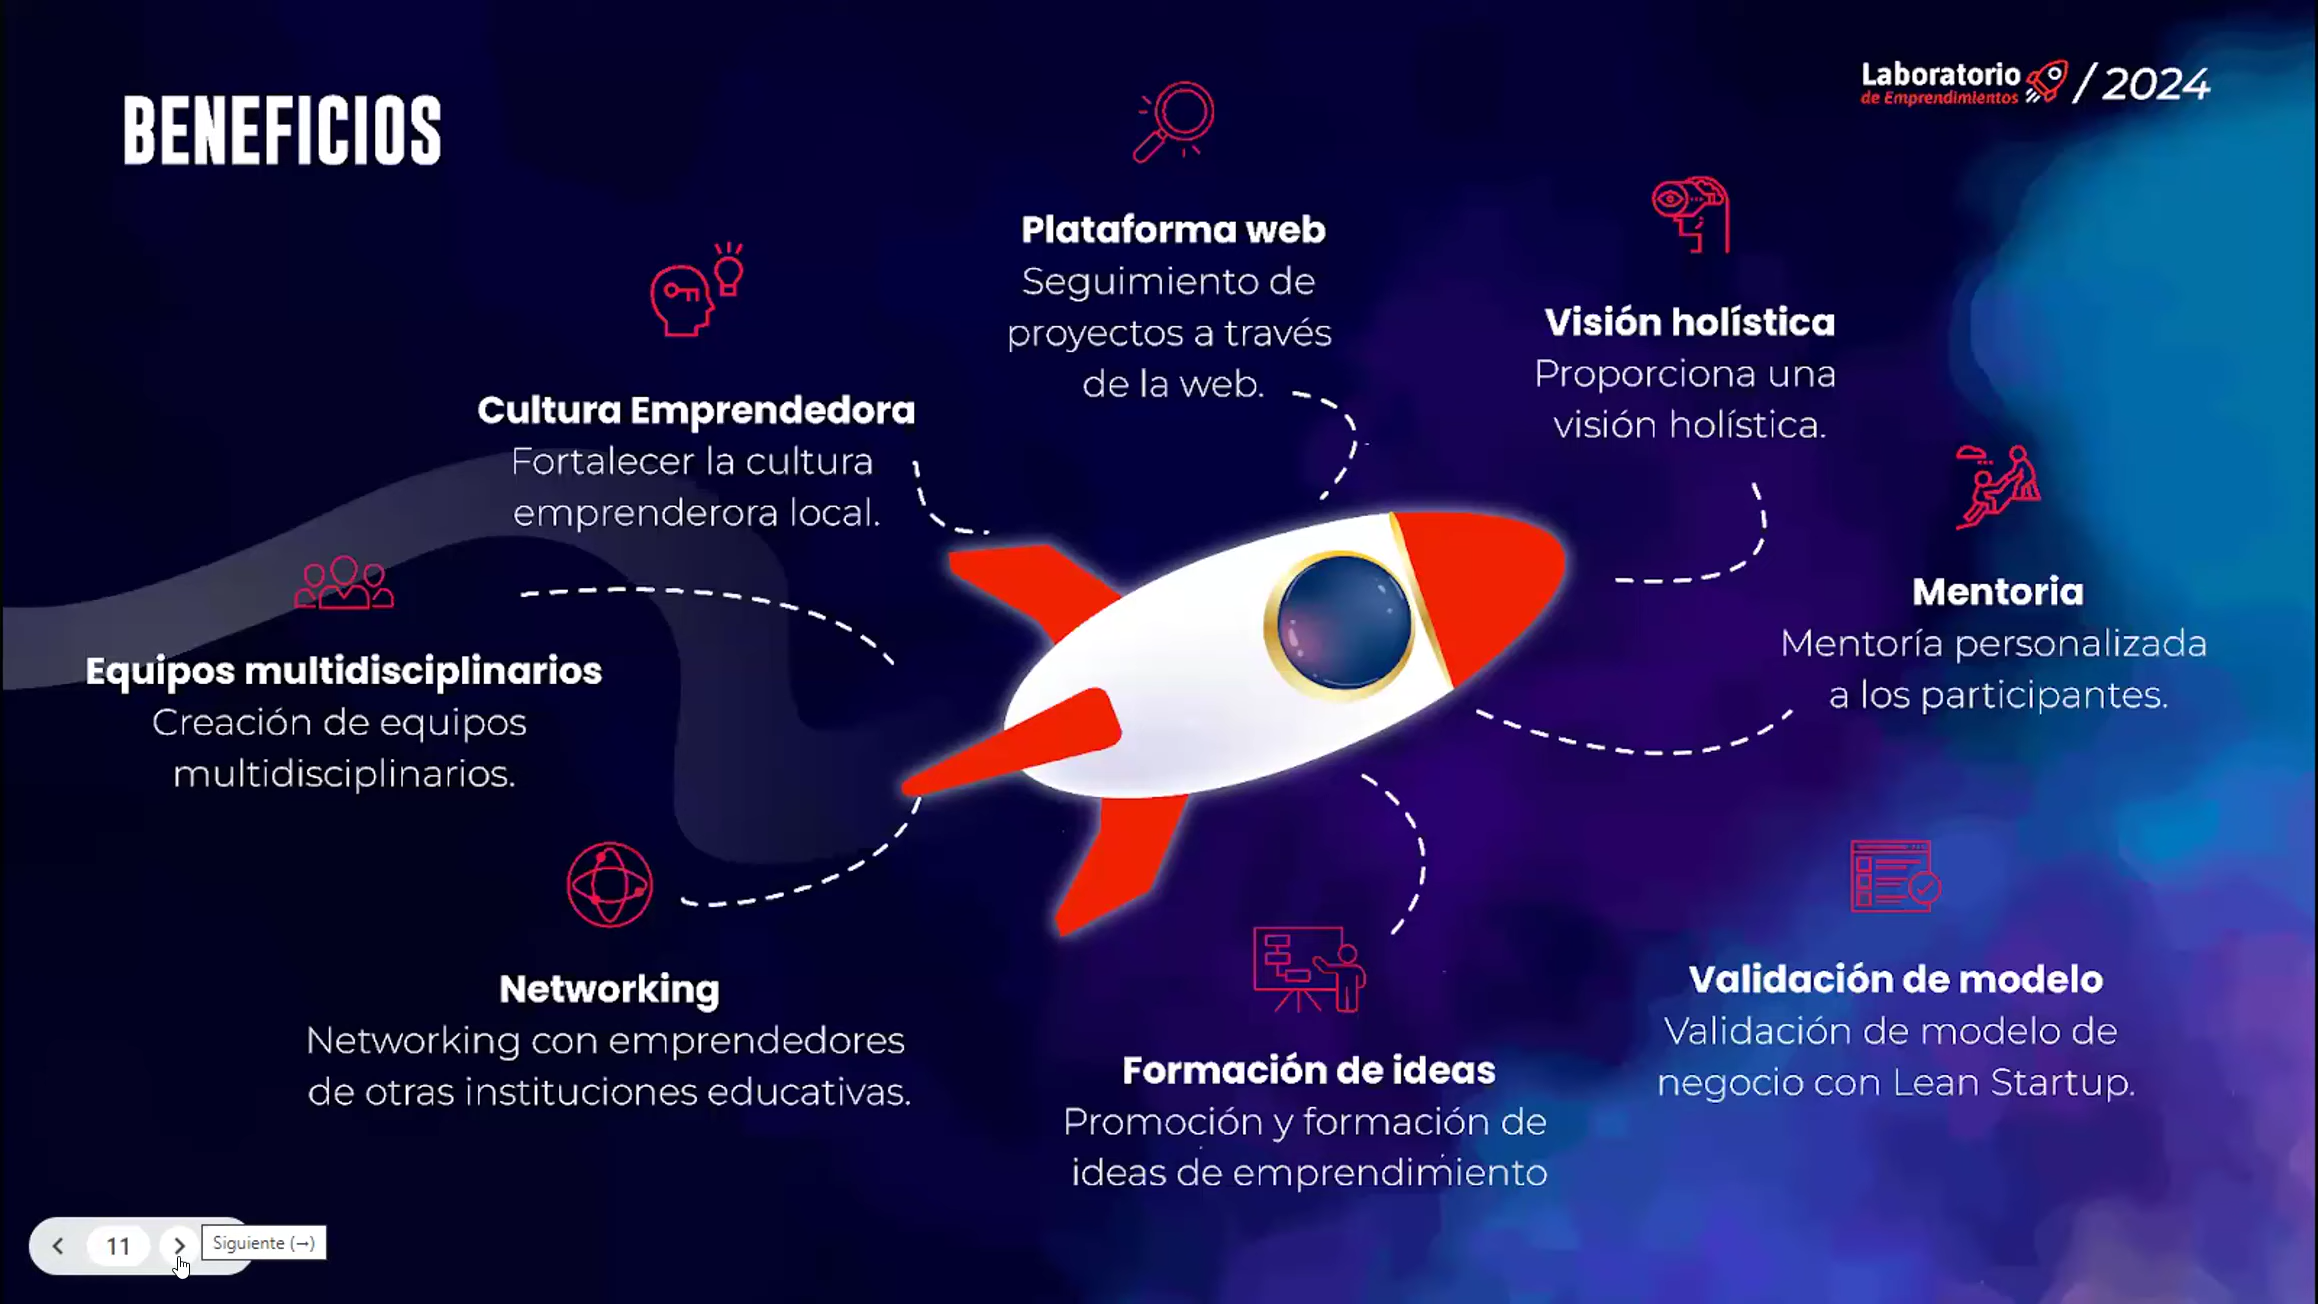 BENEFICIOS
Laboratorio
de Emprendimientos
/ 2024
Plataforma web
Seguimiento de
proyectos a través
de la web.
Visión holística
Proporciona una
visión holística.
Cultura Emprendedora
Fortalecer la cultura
emprenderora local.
Mentoria
Mentoría personalizada
a los participantes.
Equipos multidisciplinarios
Creación de equipos
multidisciplinarios.
Networking
Networking con emprendedores
de otras instituciones educativas.
Formación de ideas
Promoción y formación de
ideas de emprendimiento
Validación de modelo
Validación de modelo de
negocio con Lean Startup.
11
Siguiente (→)